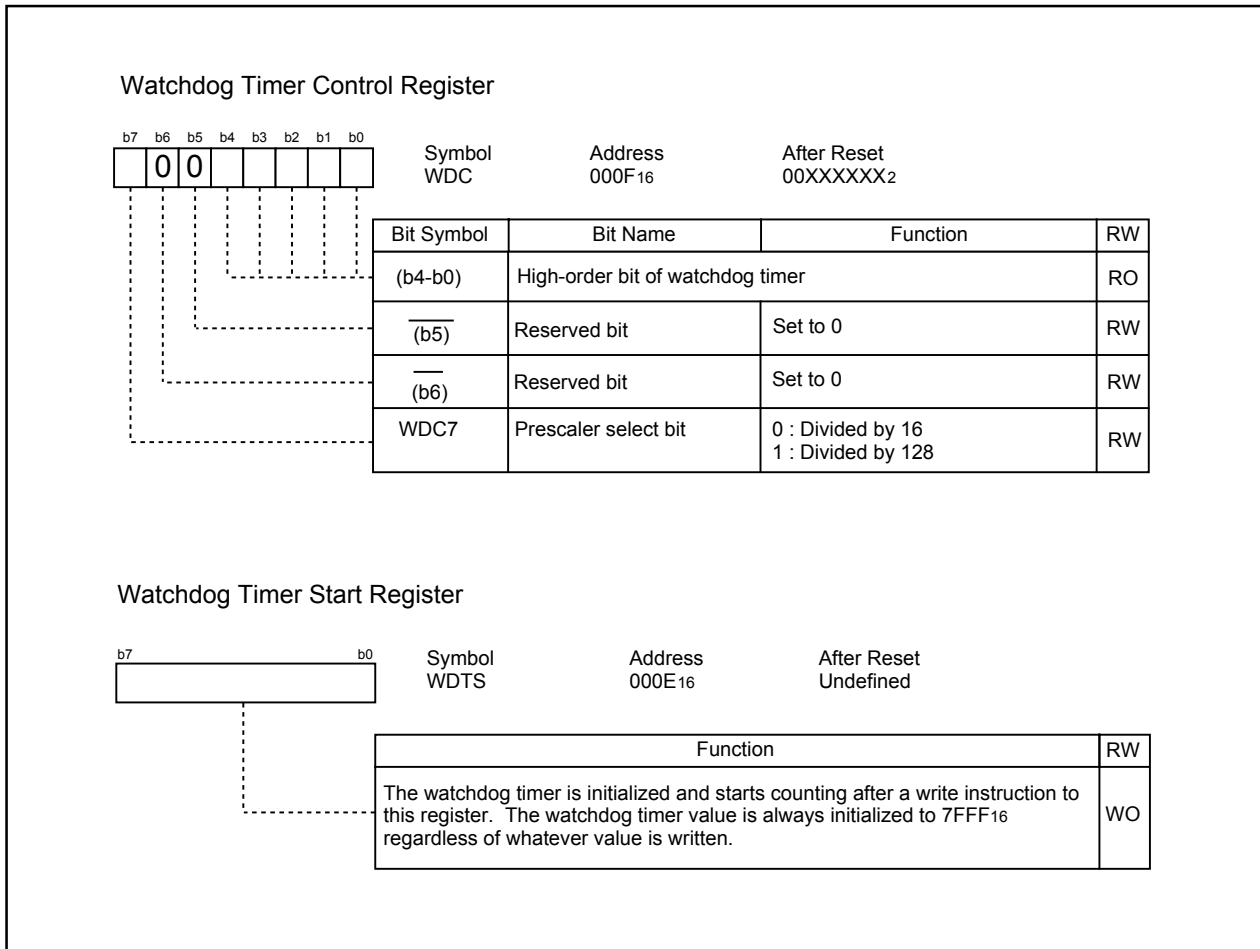 Watchdog Timer Control Register
b7 b6 b5 b4 b3 b2 b1 b0
0 0
Symbol Address After Reset
WDC 000F16 00XXXXXX2
Bit Symbol Bit Name Function RW
(b4-b0) High-order bit of watchdog timer RO
(b5) Reserved bit Set to 0 RW
(b6) Reserved bit Set to 0 RW
WDC7 Prescaler select bit 0 : Divided by 16
1 : Divided by 128 RW
Watchdog Timer Start Register
b7 b0
Symbol Address After Reset
WDTS 000E16 Undefined
Function RW
The watchdog timer is initialized and starts counting after a write instruction to
this register. The watchdog timer value is always initialized to 7FFF16
regardless of whatever value is written.
WO